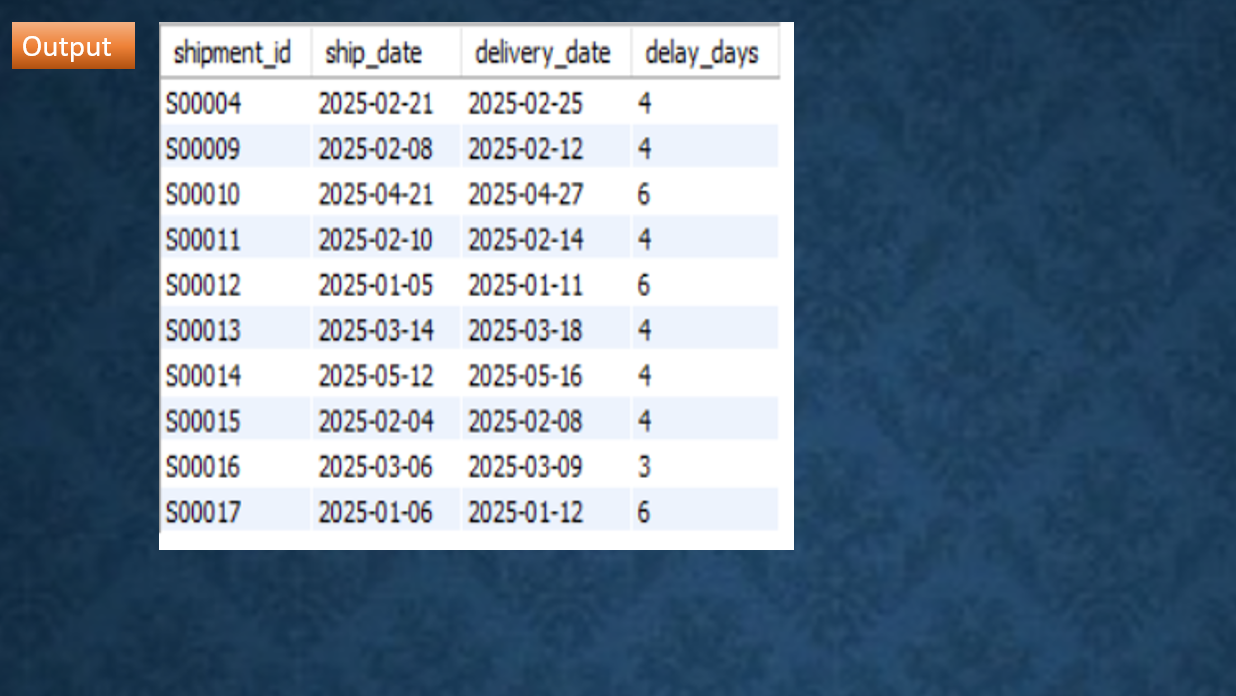 Output
shipment_id ship_date delivery_date delay_days
S00004 2025-02-21 2025-02-25 4
S00009 2025-02-08 2025-02-12 4
S00010 2025-04-21 2025-04-27 6
S00011 2025-02-10 2025-02-14 4
S00012 2025-01-05 2025-01-11 6
S00013 2025-03-14 2025-03-18 4
S00014 2025-05-12 2025-05-16 4
S00015 2025-02-04 2025-02-08 4
S00016 2025-03-06 2025-03-09 3
S00017 2025-01-06 2025-01-12 6